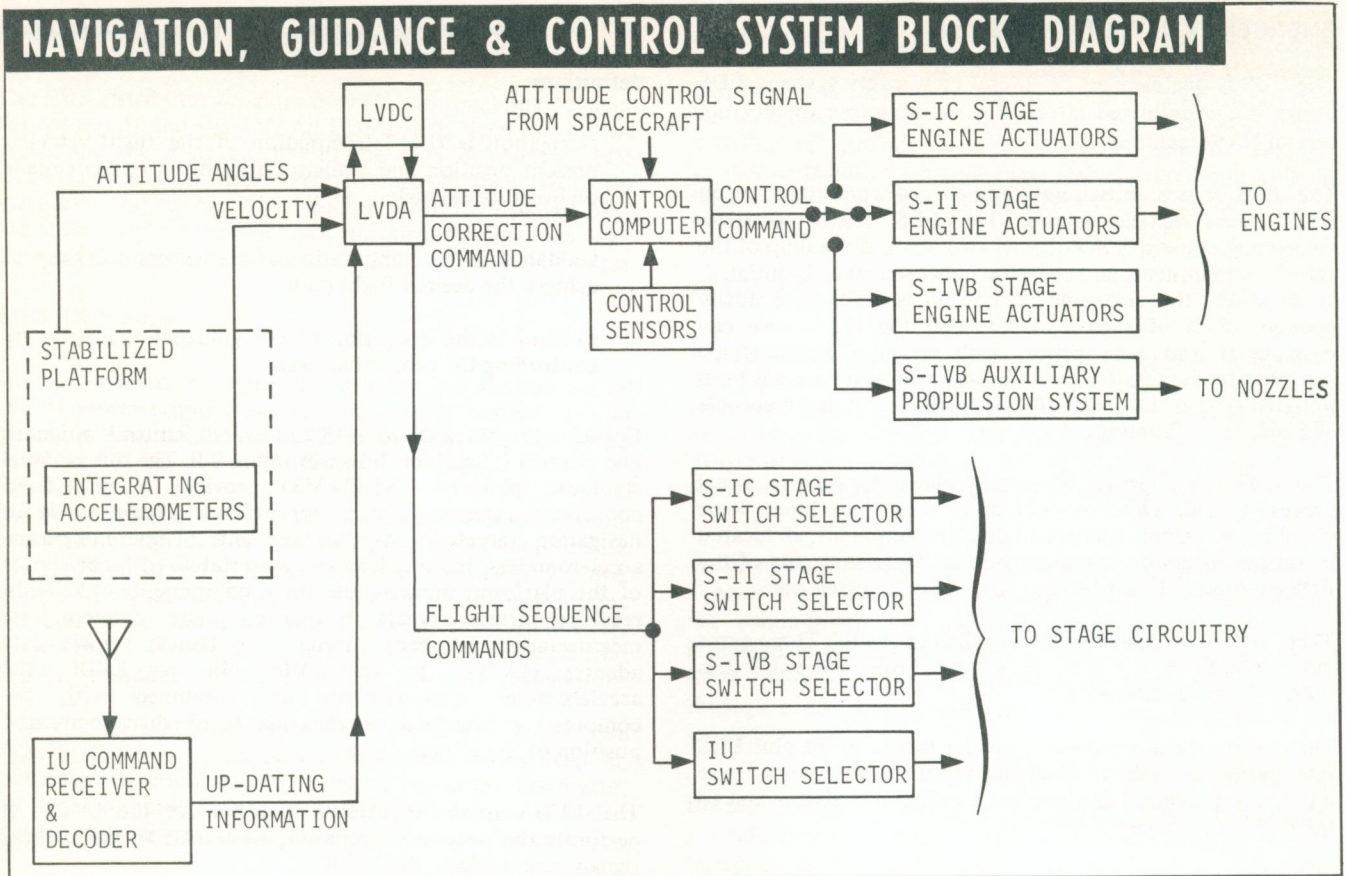 NAVIGATION, GUIDANCE & CONTROL SYSTEM BLOCK DIAGRAM
LVDC
ATTITUDE CONTROL SIGNAL
FROM SPACECRAFT
ATTITUDE ANGLES
VELOCITY
LVDA
ATTITUDE
CORRECTION
COMMAND
CONTROL
COMPUTER
CONTROL
COMMAND
CONTROL
SENSORS
S-IC STAGE
ENGINE ACTUATORS
S-II STAGE
ENGINE ACTUATORS
S-IVB STAGE
ENGINE ACTUATORS
TO
ENGINES
S-IVB AUXILIARY
PROPULSION SYSTEM
TO NOZZLES
STABILIZED
PLATFORM
INTEGRATING
ACCELEROMETERS
FLIGHT SEQUENCE
COMMANDS
S-IC STAGE
SWITCH SELECTOR
S-II STAGE
SWITCH SELECTOR
S-IVB STAGE
SWITCH SELECTOR
IU
SWITCH SELECTOR
TO STAGE CIRCUITRY
IU COMMAND
RECEIVER
&
DECODER
UP-DATING
INFORMATION